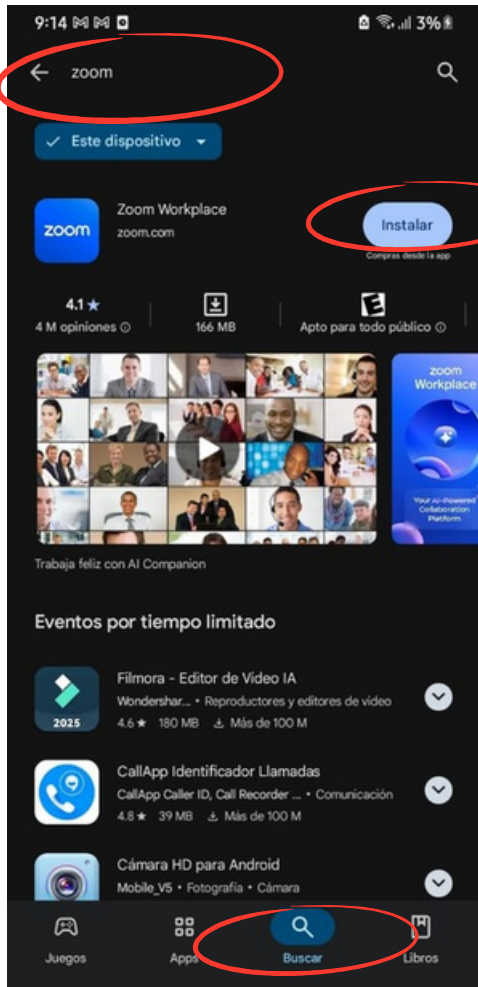 9:14 3%
zoom
Este dispositivo
zoom
Zoom Workplace
zoom.com
Instalar
Compras desde la app
4.1★
4 M opiniones
166 MB
E
Apto para todo público
zoom
Workplace
Your AI-Powered
Collaboration
Platform
Trabaja feliz con AI Companion
Eventos por tiempo limitado
2025
Filmora - Editor de Video IA
Wondershar... • Reproductores y editores de video
4.6★ 180 MB Más de 100 M
CallApp Identificador Llamadas
CallApp Caller ID, Call Recorder ... • Comunicación
4.8★ 39 MB Más de 100 M
Cámara HD para Android
Mobile_V5 • Fotografía • Cámara
Juegos
Apps
Buscar
Libros